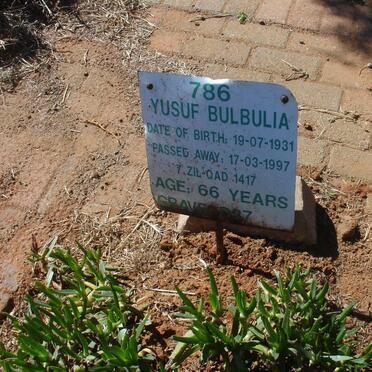 786
YUSUF BULBULIA
DATE OF BIRTH: 19-07-1931
PASSED AWAY: 17-03-1997
7 ZIL-QAD 1417
AGE: 66 YEARS
GRAVE